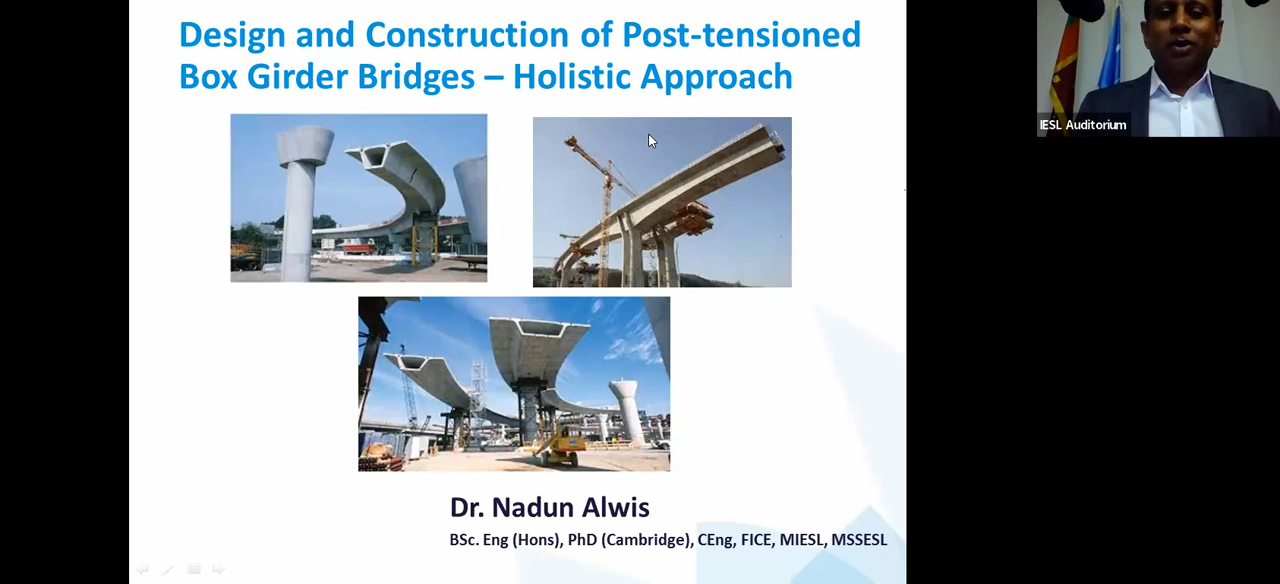 Design and Construction of Post-tensioned
Box Girder Bridges – Holistic Approach
IESL Auditorium
Dr. Nadun Alwis
BSc. Eng (Hons), PhD (Cambridge), CEng, FICE, MIESL, MSSESL